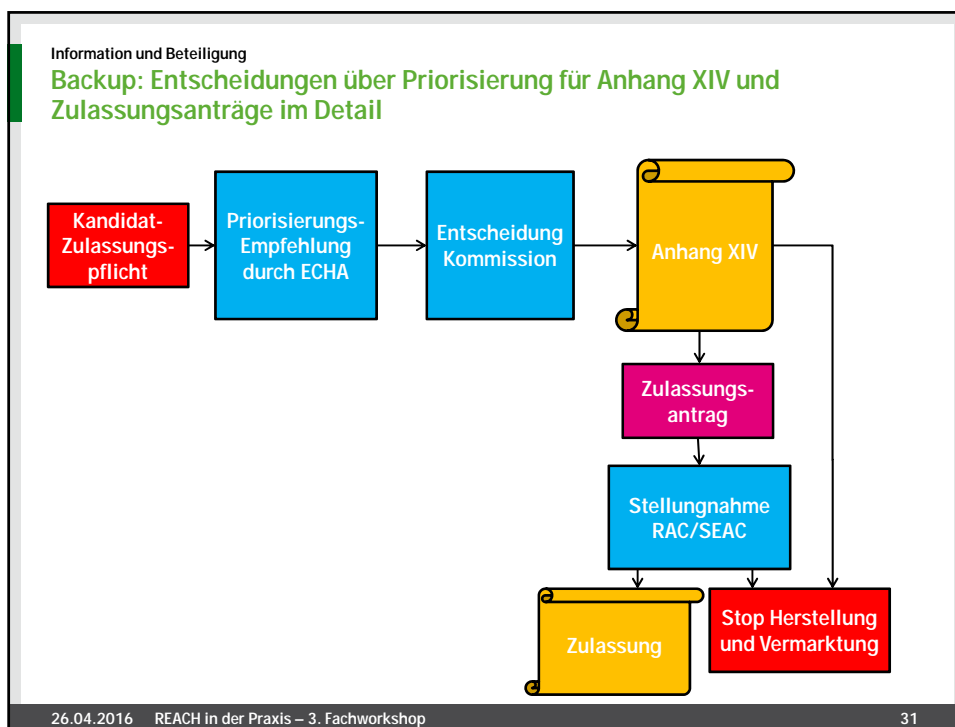 Information und Beteiligung
Backup: Entscheidungen über Priorisierung für Anhang XIV und
Zulassungsanträge im Detail
Kandidat-
Zulassungs-
pflicht
Priorisierungs-
Empfehlung
durch ECHA
Entscheidung
Kommission
Anhang XIV
Zulassungs-
antrag
Stellungnahme
RAC/SEAC
Zulassung
Stop Herstellung
und Vermarktung
26.04.2016 REACH in der Praxis – 3. Fachworkshop 31